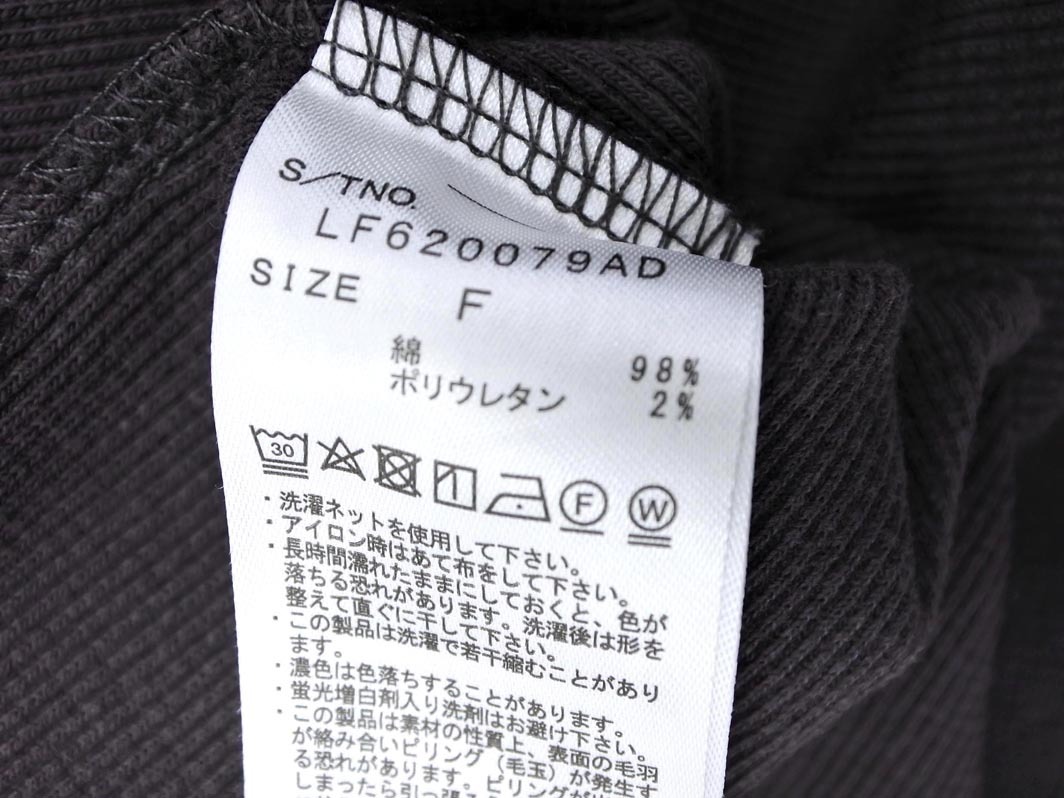 S/TNO.
LF620079AD
SIZE F
綿 98%
ポリウレタン 2%
30 F W
・洗濯ネットを使用して下さい。
・アイロン時はあて布をして下さい。
・長時間濡れたままにしておくと、色が
落ちる恐れがあります。洗濯後は形を
整えて直ぐに干して下さい。
・この製品は洗濯で若干縮むことがあり
ます。
・濃色は色落ちすることがあります。
・蛍光増白剤入り洗剤はお避け下さい。
・この製品は素材の性質上、表面の毛羽
が絡み合いピリング（毛玉）が発生す
る恐れがあります。ピリングが
しまったら引っ張